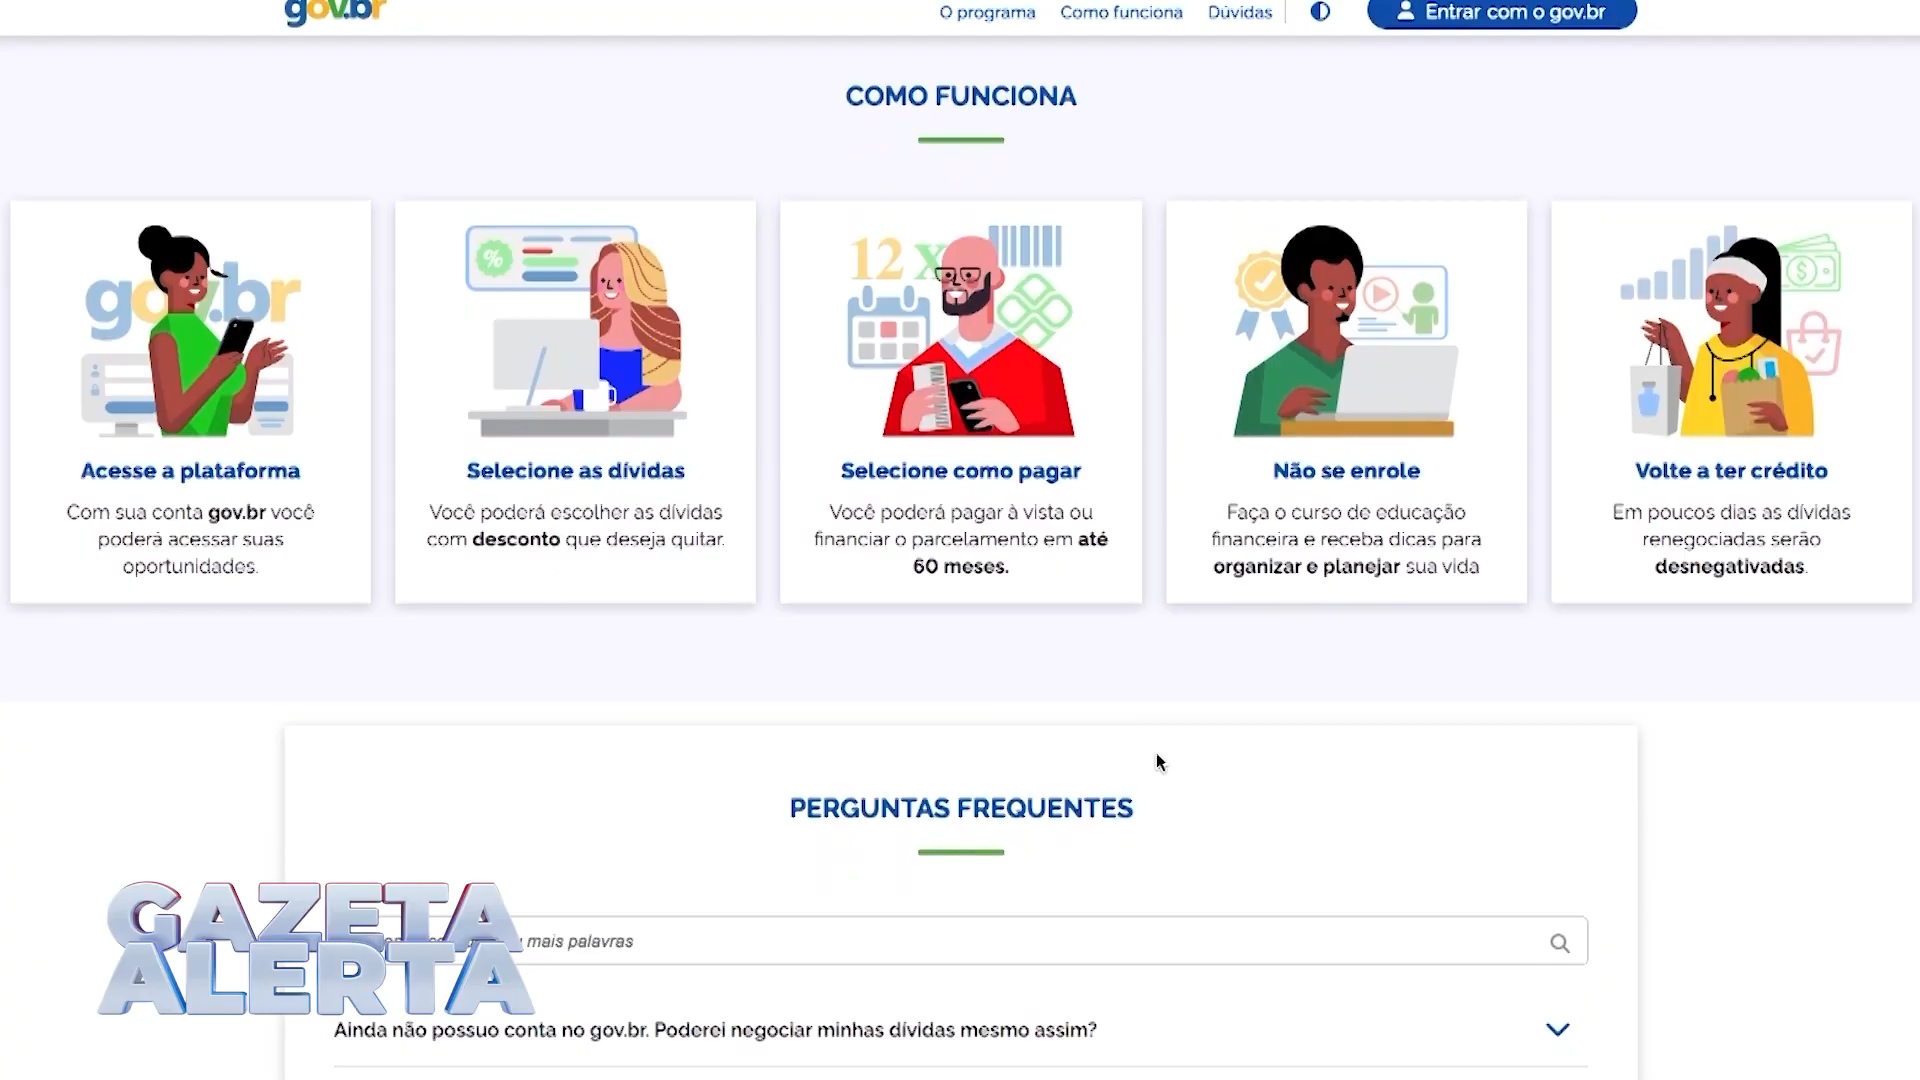 gov.br
O programa
Como funciona
Dúvidas
Entrar com o gov.br
COMO FUNCIONA
gov.br
%
12 x
$
Acesse a plataforma
Com sua conta gov.br você
poderá acessar suas
oportunidades.
Selecione as dívidas
Você poderá escolher as dívidas
com desconto que deseja quitar.
Selecione como pagar
Você poderá pagar à vista ou
financiar o parcelamento em até
60 meses.
Não se enrole
Faça o curso de educação
financeira e receba dicas para
organizar e planejar sua vida
Volte a ter crédito
Em poucos dias as dívidas
renegociadas serão
desnegativadas.
PERGUNTAS FREQUENTES
mais palavras
GAZETA
ALERTA
Ainda não possuo conta no gov.br. Poderei negociar minhas dívidas mesmo assim?